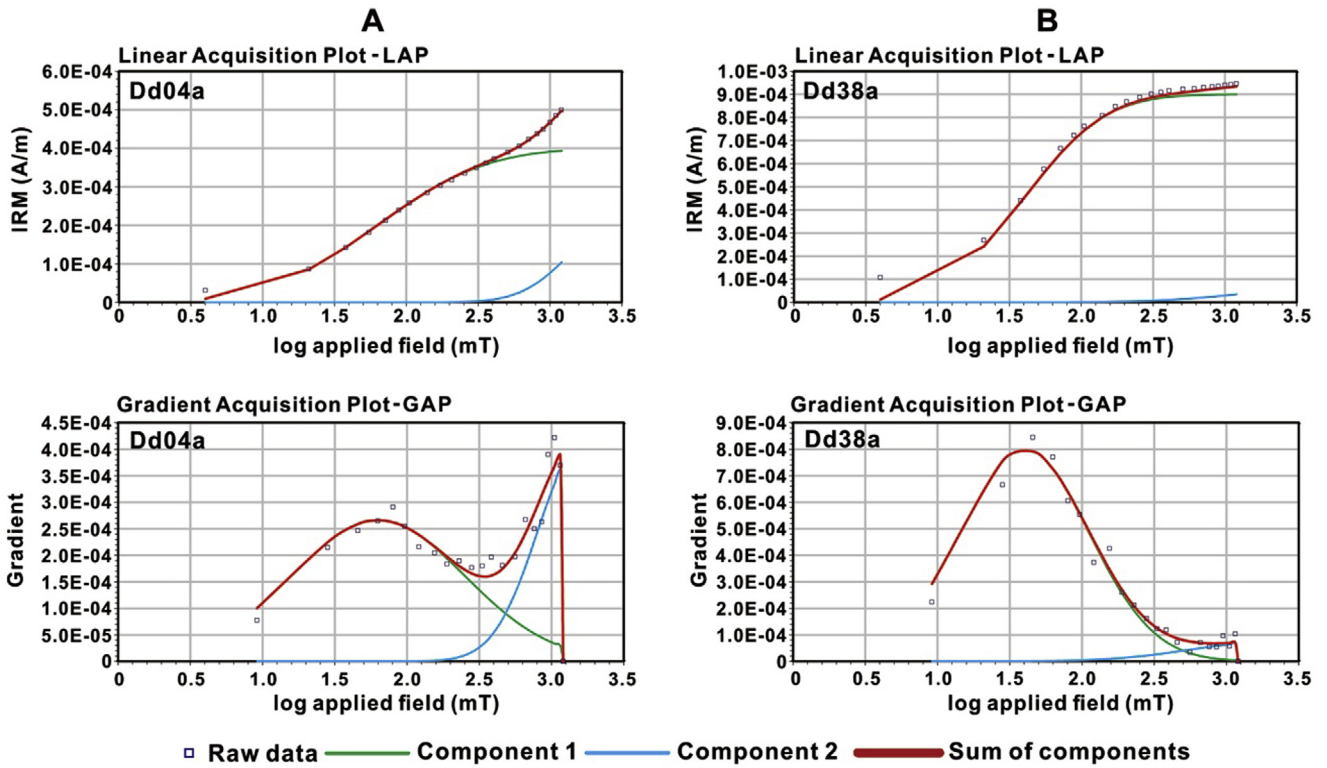 A
B
Linear Acquisition Plot - LAP
Linear Acquisition Plot - LAP
Dd04a
Dd38a
IRM (A/m)
6.0E-04
5.0E-04
4.0E-04
3.0E-04
2.0E-04
1.0E-04
0
0 0.5 1.0 1.5 2.0 2.5 3.0 3.5
log applied field (mT)
IRM (A/m)
1.0E-03
9.0E-04
8.0E-04
7.0E-04
6.0E-04
5.0E-04
4.0E-04
3.0E-04
2.0E-04
1.0E-04
0
0 0.5 1.0 1.5 2.0 2.5 3.0 3.5
log applied field (mT)
Gradient Acquisition Plot-GAP
Gradient Acquisition Plot-GAP
Dd04a
Dd38a
Gradient
4.5E-04
4.0E-04
3.5E-04
3.0E-04
2.5E-04
2.0E-04
1.5E-04
1.0E-04
5.0E-05
0
0 0.5 1.0 1.5 2.0 2.5 3.0 3.5
log applied field (mT)
Gradient
9.0E-04
8.0E-04
7.0E-04
6.0E-04
5.0E-04
4.0E-04
3.0E-04
2.0E-04
1.0E-04
0
0 0.5 1.0 1.5 2.0 2.5 3.0 3.5
log applied field (mT)
Raw data Component 1 Component 2 Sum of components